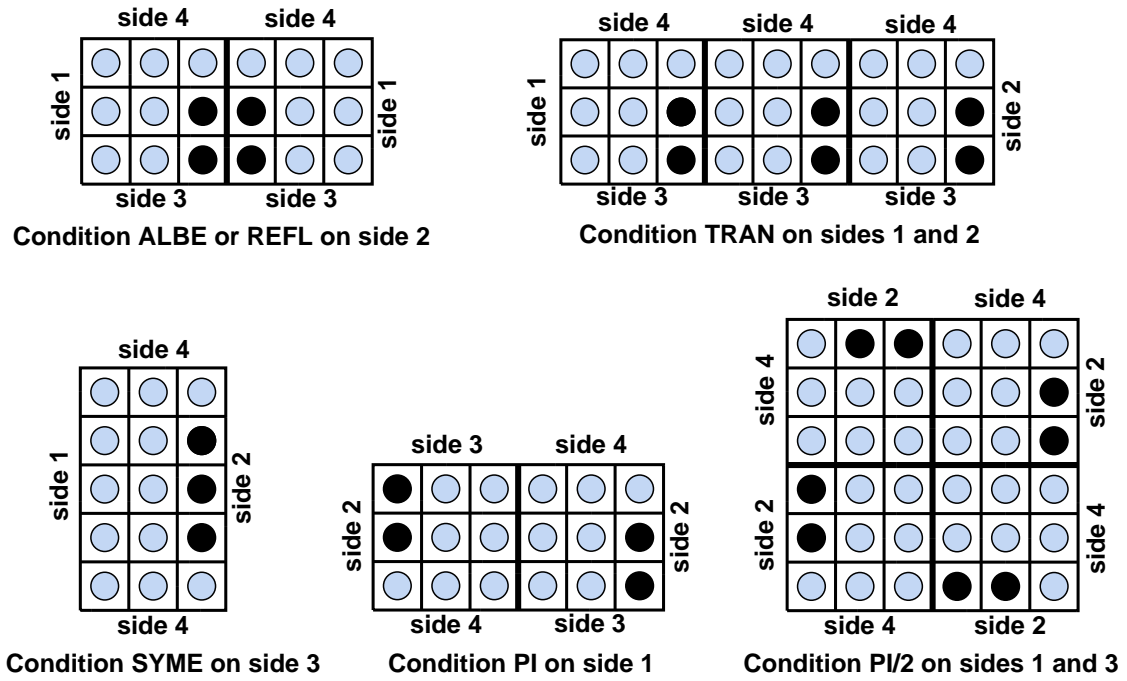 side 4 side 4
side 1
side 1
side 3 side 3
Condition ALBE or REFL on side 2
side 4 side 4 side 4
side 1
side 2
side 3 side 3 side 3
Condition TRAN on sides 1 and 2
side 4
side 1
side 2
side 4
Condition SYME on side 3
side 3 side 4
side 2
side 2
side 4 side 3
Condition PI on side 1
side 2 side 4
side 4
side 2
side 2
side 4
side 4 side 2
Condition PI/2 on sides 1 and 3